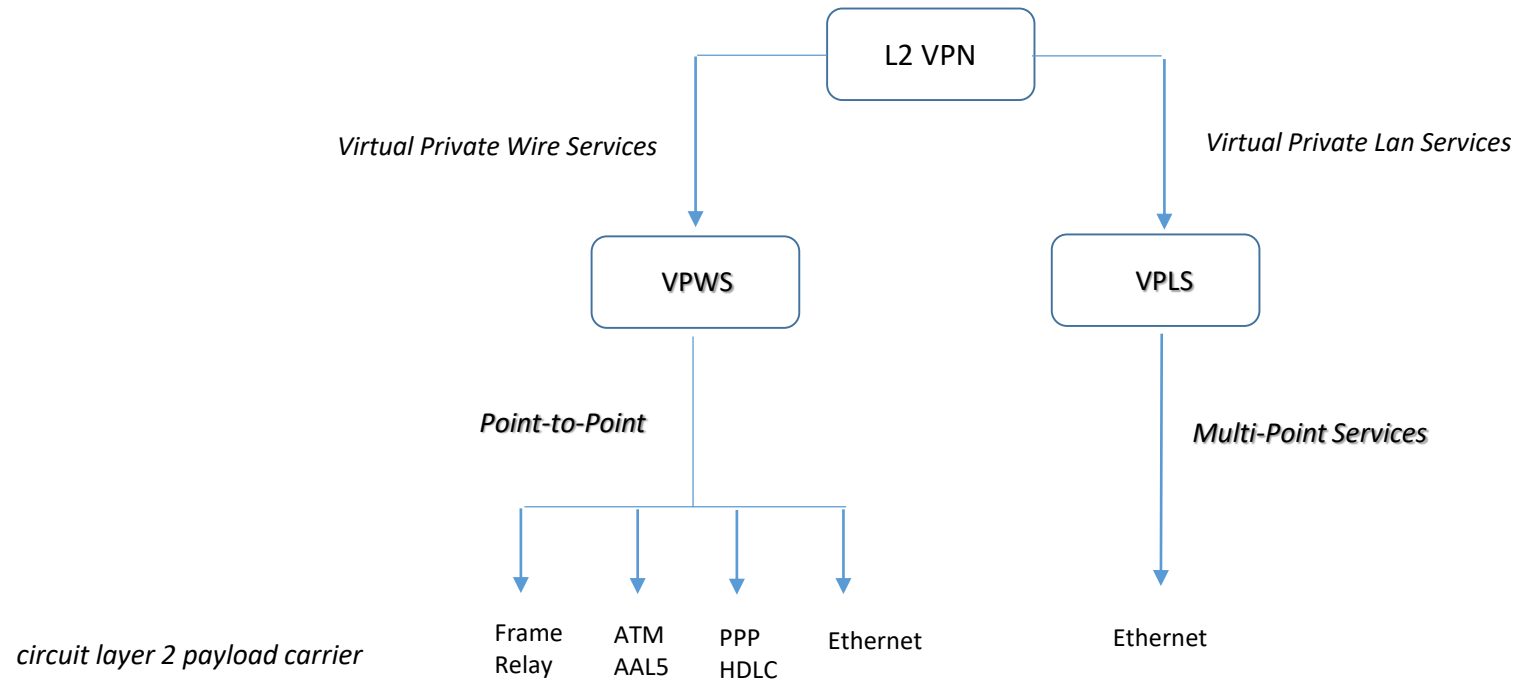 L2 VPN
Virtual Private Wire Services
Virtual Private Lan Services
VPWS
VPLS
Point-to-Point
Multi-Point Services
Frame
Relay
ATM
AAL5
PPP
HDLC
Ethernet
Ethernet
circuit layer 2 payload carrier